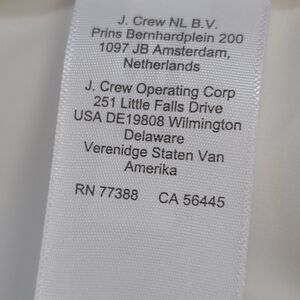 J. Crew NL B.V.
Prins Bernhardplein 200
1097 JB Amsterdam,
Netherlands
J. Crew Operating Corp
251 Little Falls Drive
USA DE19808 Wilmington
Delaware
Verenidge Staten Van
Amerika
RN 77388 CA 56445